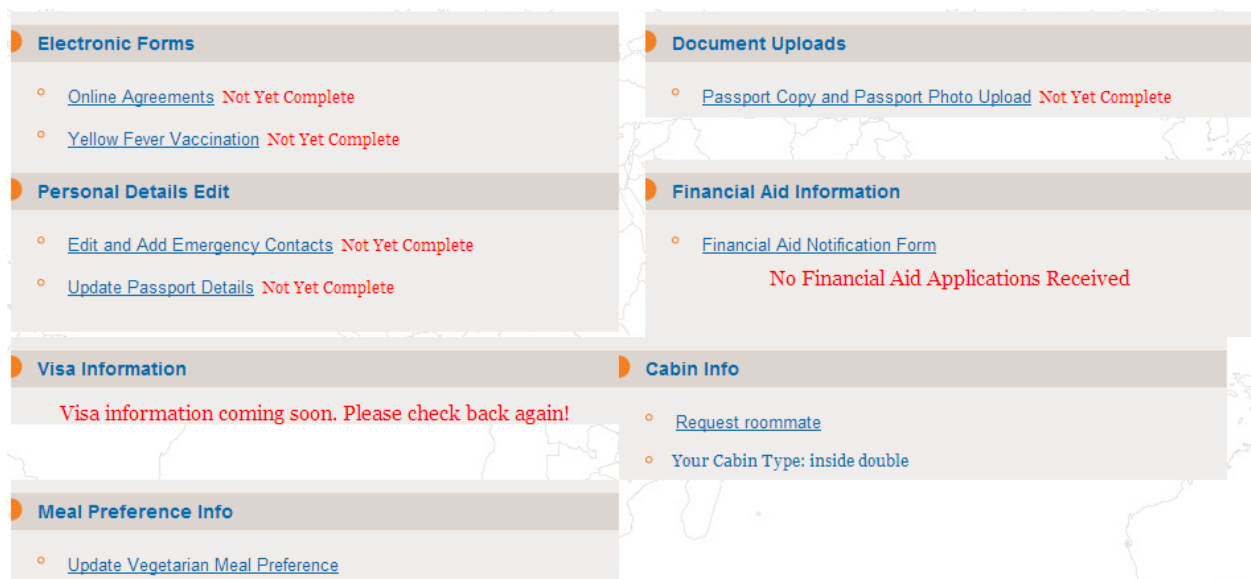 Electronic Forms
Online Agreements Not Yet Complete
Yellow Fever Vaccination Not Yet Complete
Document Uploads
Passport Copy and Passport Photo Upload Not Yet Complete
Personal Details Edit
Edit and Add Emergency Contacts Not Yet Complete
Update Passport Details Not Yet Complete
Financial Aid Information
Financial Aid Notification Form
No Financial Aid Applications Received
Visa Information
Visa information coming soon. Please check back again!
Cabin Info
Request roommate
Your Cabin Type: inside double
Meal Preference Info
Update Vegetarian Meal Preference